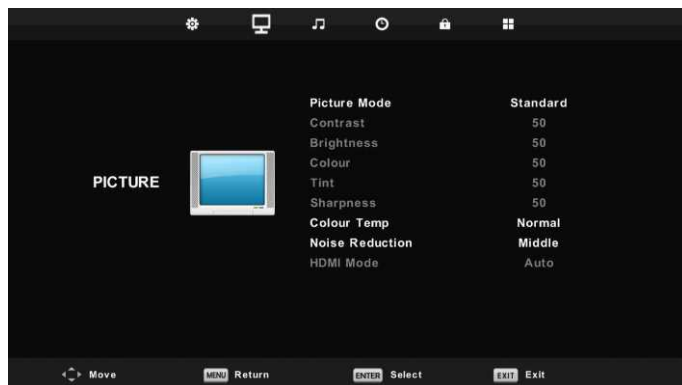 Picture Mode Standard
Contrast 50
Brightness 50
Colour 50
PICTURE
Tint 50
Sharpness 50
Colour Temp Normal
Noise Reduction Middle
HDMI Mode Auto
Move MENU Return ENTER Select EXIT Exit